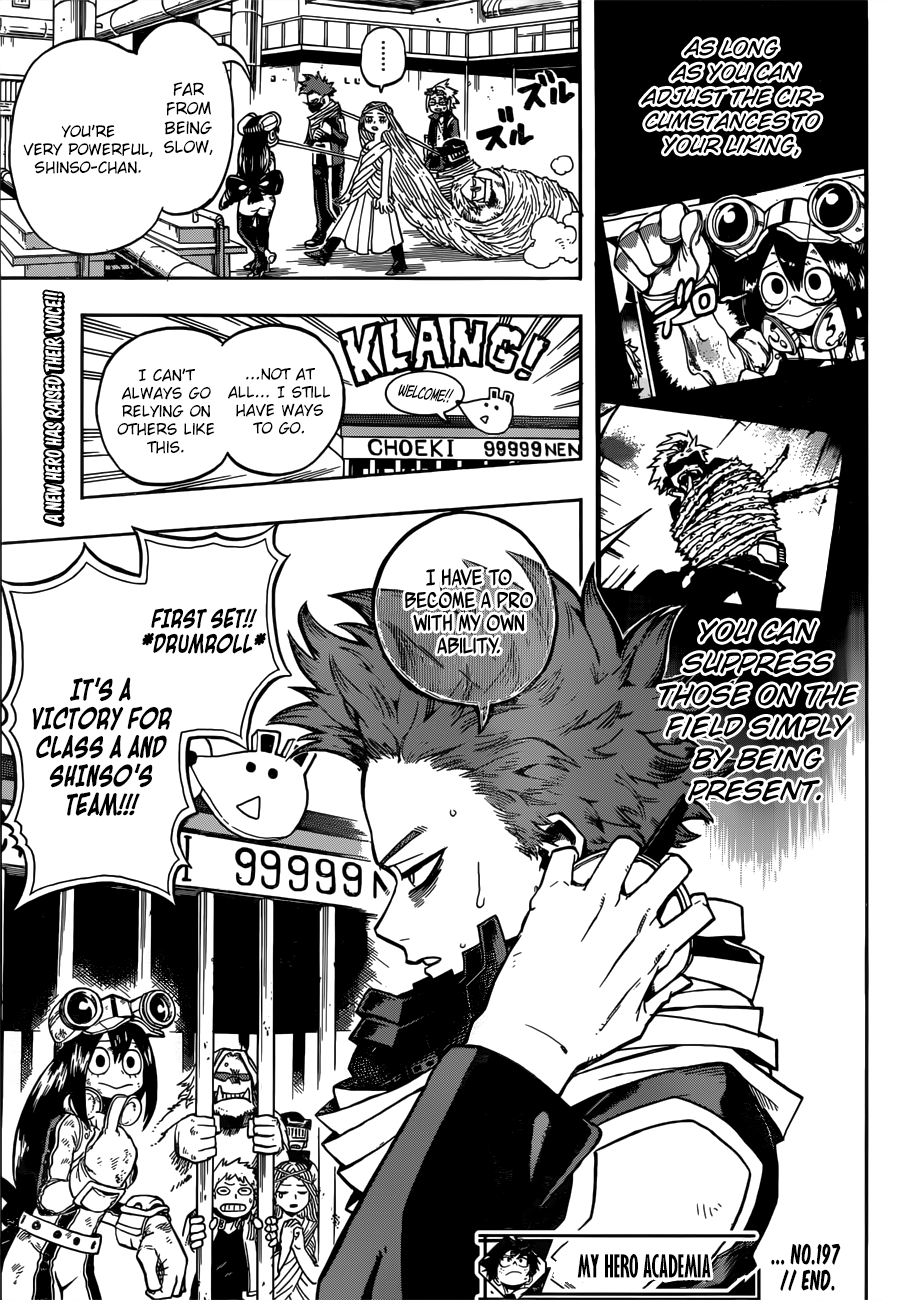 AS LONG
AS YOU CAN
ADJUST THE CIR-
CUMSTANCES TO
YOUR LIKING,
YOU CAN
SUPPRESS
THOSE ON THE
FIELD SIMPLY
BY BEING
PRESENT.
ズル
ズル
.......
FAR
FROM
BEING
SLOW,
YOU'RE
VERY POWERFUL,
SHINSO-CHAN.
KLANG!
WELCOME!!
CHOEKI 99999NEN
...NOT AT
ALL... I STILL
HAVE WAYS
TO GO.
I CAN'T
ALWAYS GO
RELYING ON
OTHERS LIKE
THIS.
A NEW HERO HAS RAISED THEIR VOICE!!
I HAVE TO
BECOME A PRO
WITH MY OWN
ABILITY.
FIRST SET!!
*DRUMROLL*
IT'S A
VICTORY FOR
CLASS A AND
SHINSO'S
TEAM!!!
I 99999N
MY HERO ACADEMIA
... NO.197
// END.